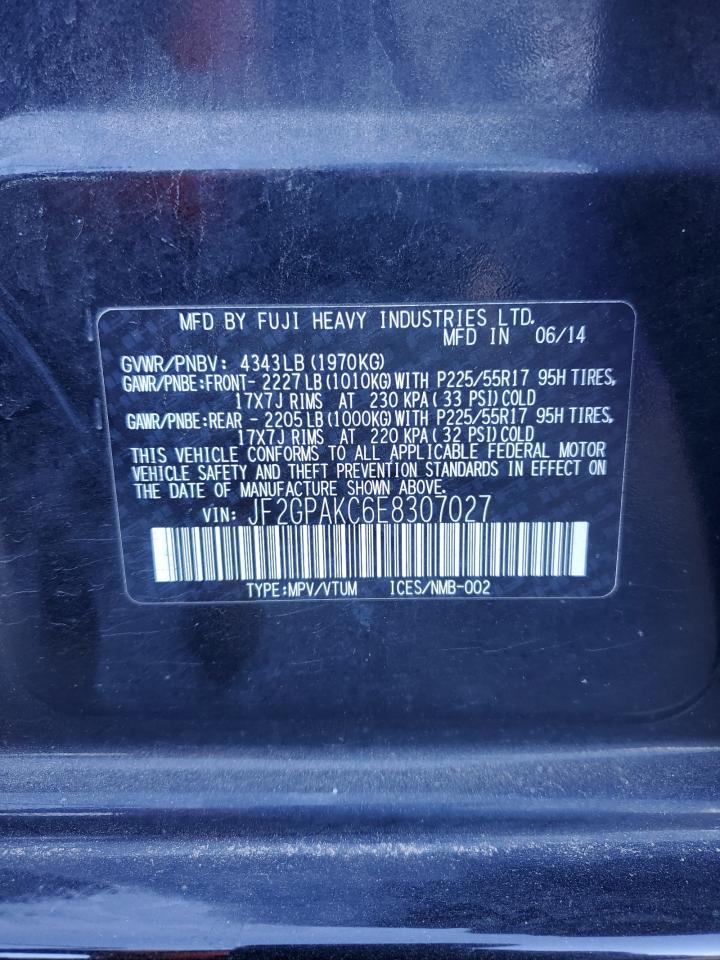 MFD BY FUJI HEAVY INDUSTRIES LTD.
MFD IN 06/14
GVWR/PNBV: 4343LB (1970KG)
GAWR/PNBE:FRONT- 2227 LB (1010KG) WITH P225/55R17 95H TIRES,
17X7J RIMS AT 230 KPA (33 PSI) COLD
GAWR/PNBE:REAR - 2205 LB (1000KG) WITH P225/55R17 95H TIRES,
17X7J RIMS AT 220 KPA (32 PSI) COLD
THIS VEHICLE CONFORMS TO ALL APPLICABLE FEDERAL MOTOR
VEHICLE SAFETY AND THEFT PREVENTION STANDARDS IN EFFECT ON
THE DATE OF MANUFACTURE SHOWN ABOVE.
VIN: JF2GPAKC6E8307027
TYPE:MPV/VTUM ICES/NMB-002